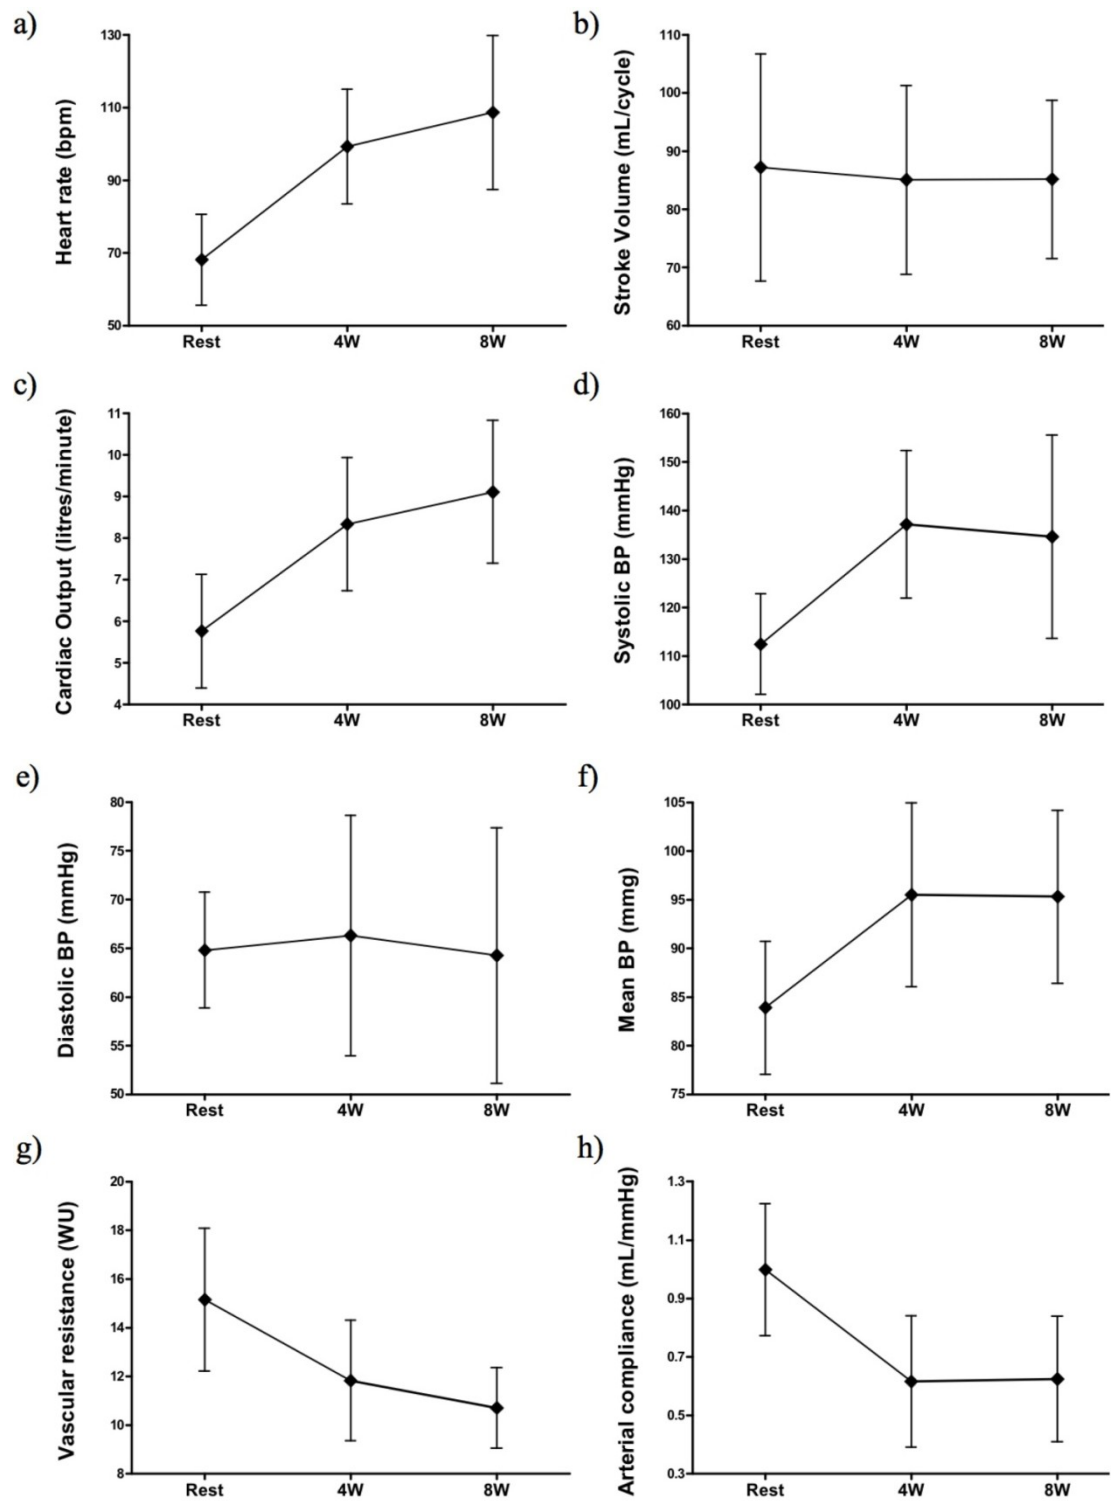 a)
Heart rate (bpm)
130
110
90
70
50
Rest 4W 8W
b)
Stroke Volume (mL/cycle)
110
100
90
80
70
60
Rest 4W 8W
c)
Cardiac Output (litres/minute)
11
10
9
8
7
6
5
4
Rest 4W 8W
d)
Systolic BP (mmHg)
160
150
140
130
120
110
100
Rest 4W 8W
e)
Diastolic BP (mmHg)
80
75
70
65
60
55
50
Rest 4W 8W
f)
Mean BP (mmg)
105
100
95
90
85
80
75
Rest 4W 8W
g)
Vascular resistance (WU)
20
18
16
14
12
10
8
Rest 4W 8W
h)
Arterial compliance (mL/mmHg)
1.3
1.1
0.9
0.7
0.5
0.3
Rest 4W 8W